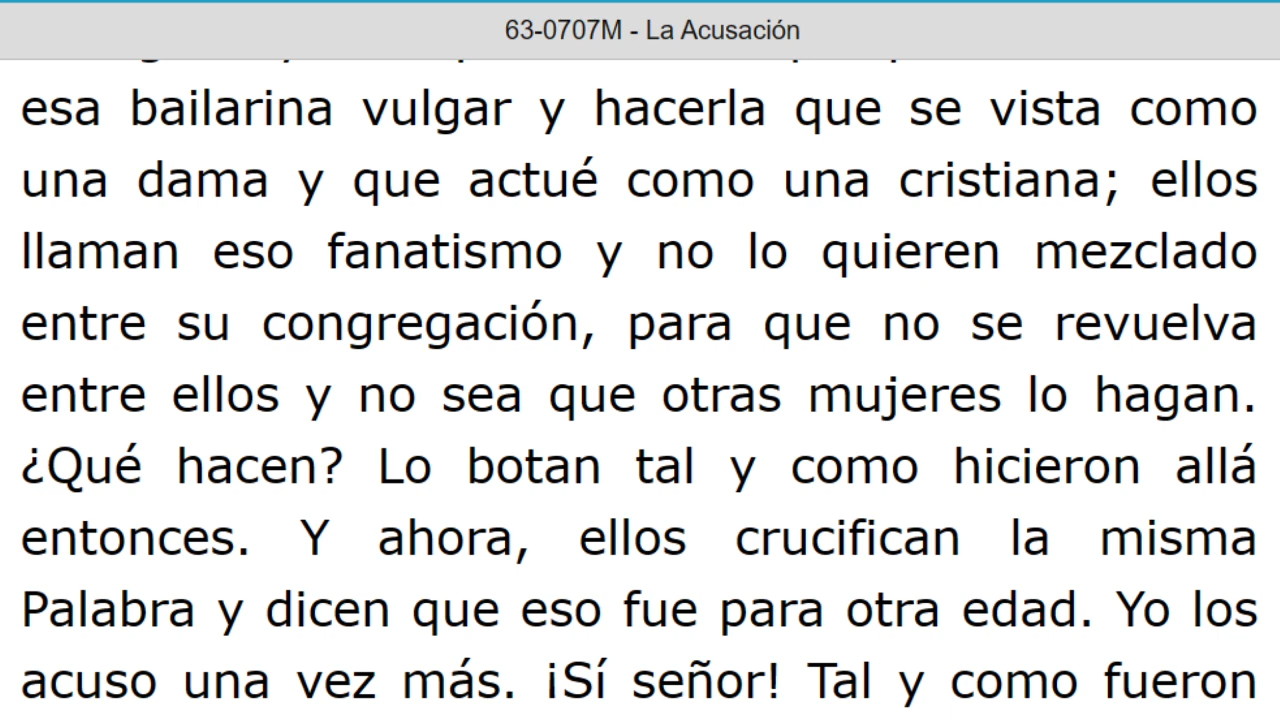 63-0707M - La Acusación
esa bailarina vulgar y hacerla que se vista como
una dama y que actué como una cristiana; ellos
llaman eso fanatismo y no lo quieren mezclado
entre su congregación, para que no se revuelva
entre ellos y no sea que otras mujeres lo hagan.
¿Qué hacen? Lo botan tal y como hicieron allá
entonces. Y ahora, ellos crucifican la misma
Palabra y dicen que eso fue para otra edad. Yo los
acuso una vez más. ¡Sí señor! Tal y como fueron